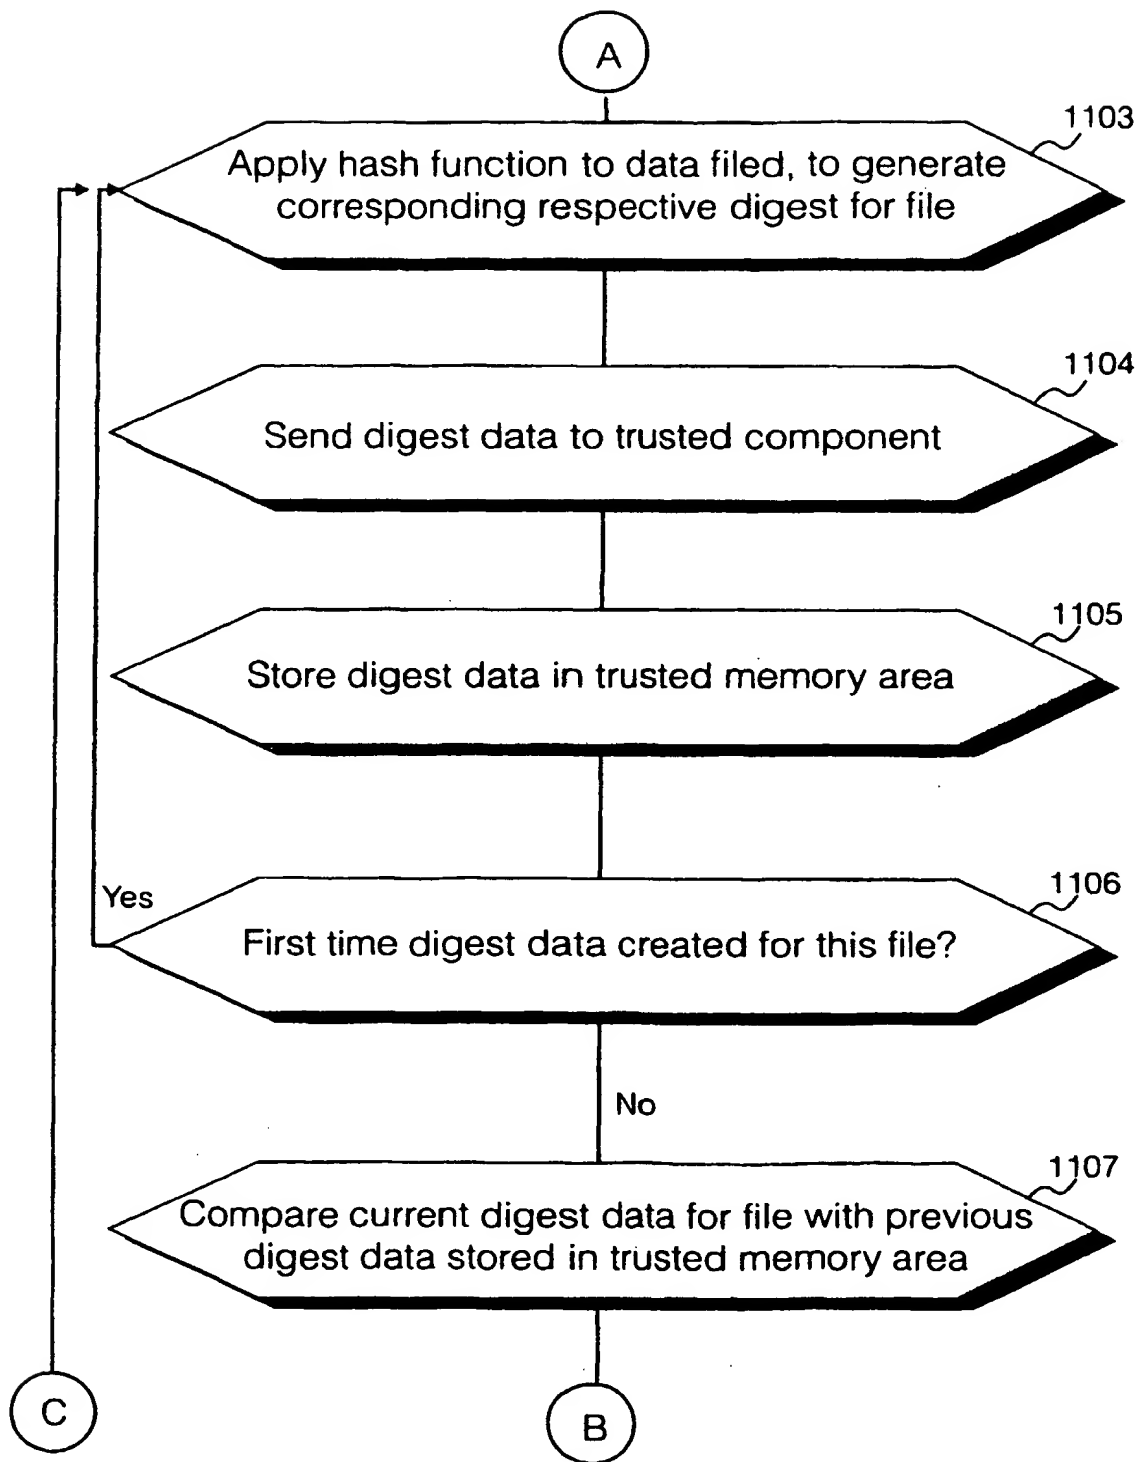 A
1103
Apply hash function to data filed, to generate
corresponding respective digest for file
1104
Send digest data to trusted component
1105
Store digest data in trusted memory area
Yes
1106
First time digest data created for this file?
No
1107
Compare current digest data for file with previous
digest data stored in trusted memory area
C
B